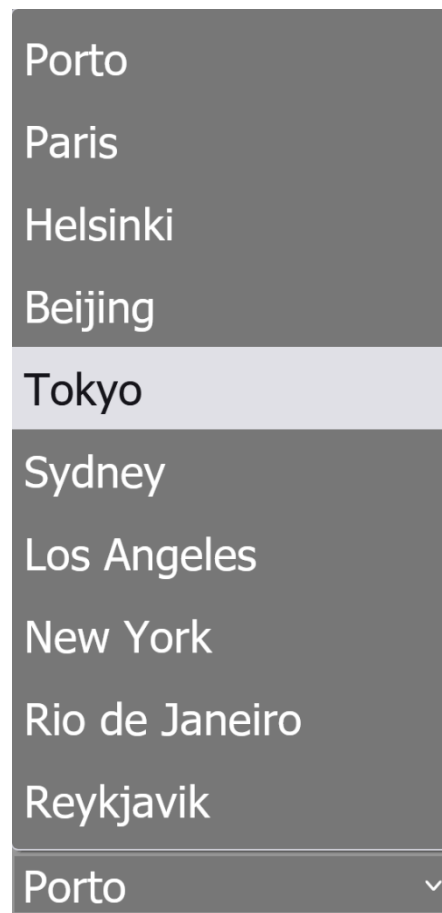 Porto
Paris
Helsinki
Beijing
Tokyo
Sydney
Los Angeles
New York
Rio de Janeiro
Reykjavik
Porto